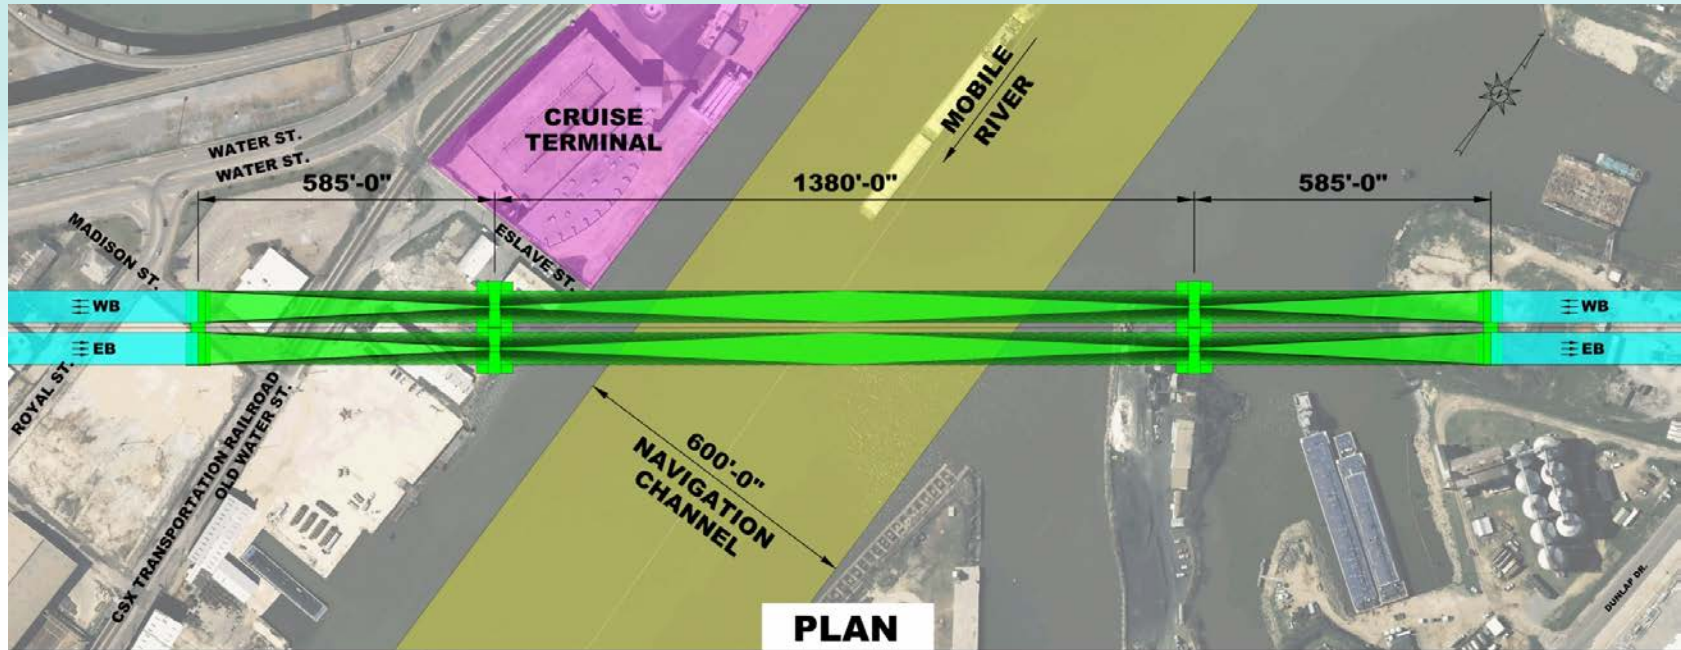 CRUISE
TERMINAL
MOBILE
RIVER
WATER ST.
WATER ST.
585'-0"
1380'-0"
585'-0"
MADISON ST.
ESLAVE ST.
WB
WB
EB
EB
ROYAL ST.
CSX TRANSPORTATION RAILROAD
OLD WATER ST.
600'-0"
NAVIGATION
CHANNEL
DUNLAP DR.
PLAN